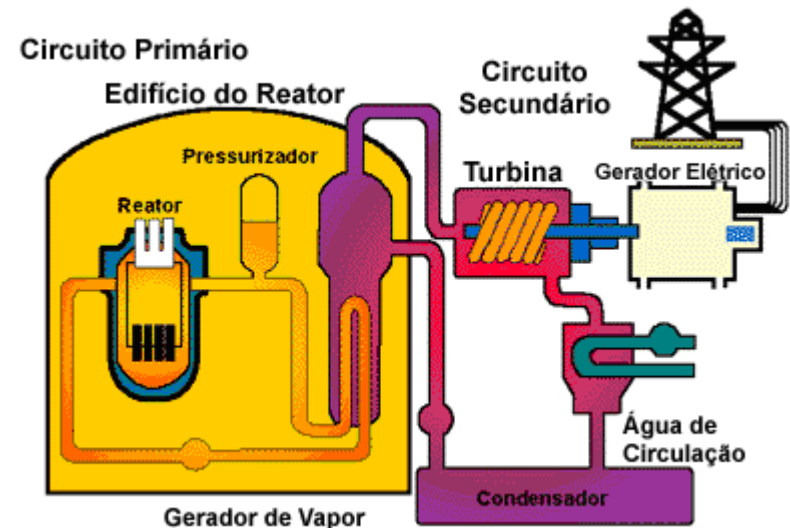 Circuito Primário
Edifício do Reator
Circuito
Secundário
Pressurizador
Reator
Turbina
Gerador Elétrico
Água de
Circulação
Condensador
Gerador de Vapor